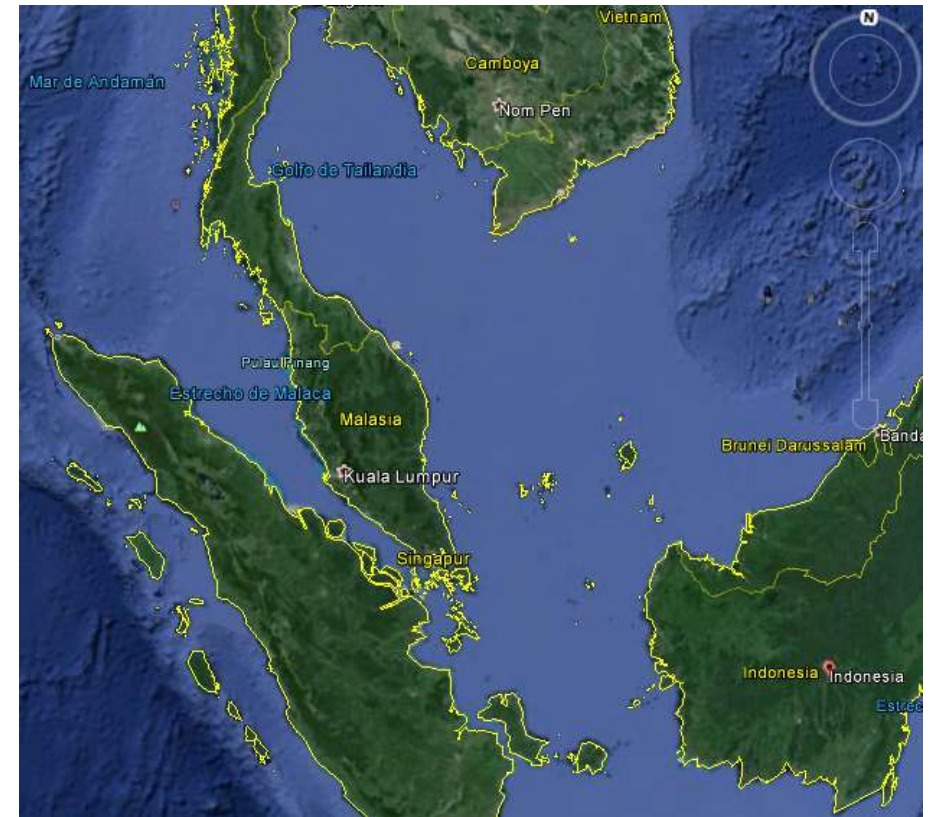 Vietnam
N
Camboya
Mar de Andamán
Nom Pen
Golfo de Tailandia
Pulau Pinang
Estrecho de Malaca
Malasia
Brunéi Darussalam
Banda
Kuala Lumpur
Singapur
Indonesia
Indonesia
Estrec